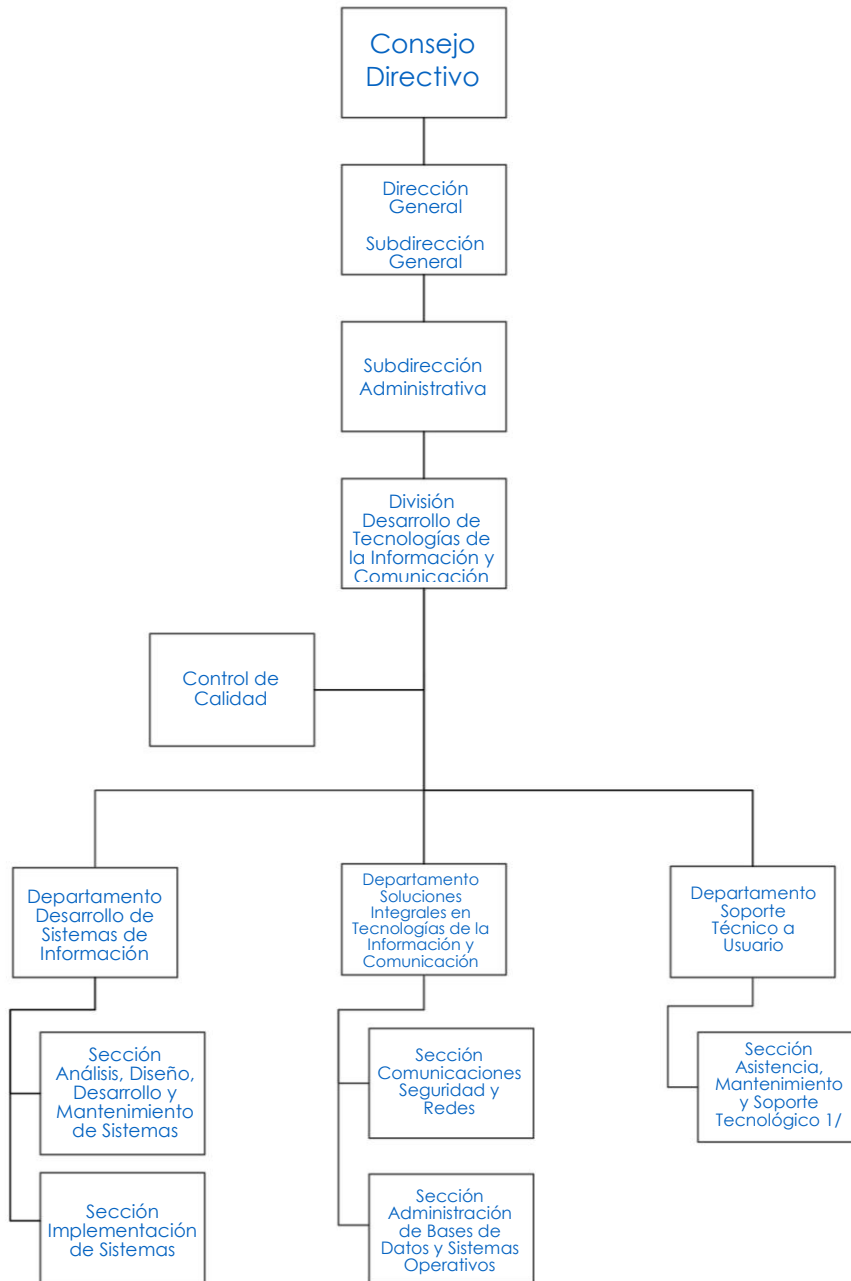 Consejo
Directivo
Dirección
General
Subdirección
General
Subdirección
Administrativa
División
Desarrollo de
Tecnologías de
la Información y
Comunicación
Control de
Calidad
Departamento
Desarrollo de
Sistemas de
Información
Departamento
Soluciones
Integrales en
Tecnologías de la
Información y
Comunicación
Departamento
Soporte
Técnico a
Usuario
Sección
Análisis, Diseño,
Desarrollo y
Mantenimiento
de Sistemas
Sección
Comunicaciones
Seguridad y
Redes
Sección
Asistencia,
Mantenimiento
y Soporte
Tecnológico 1/
Sección
Implementación
de Sistemas
Sección
Administración
de Bases de
Datos y Sistemas
Operativos